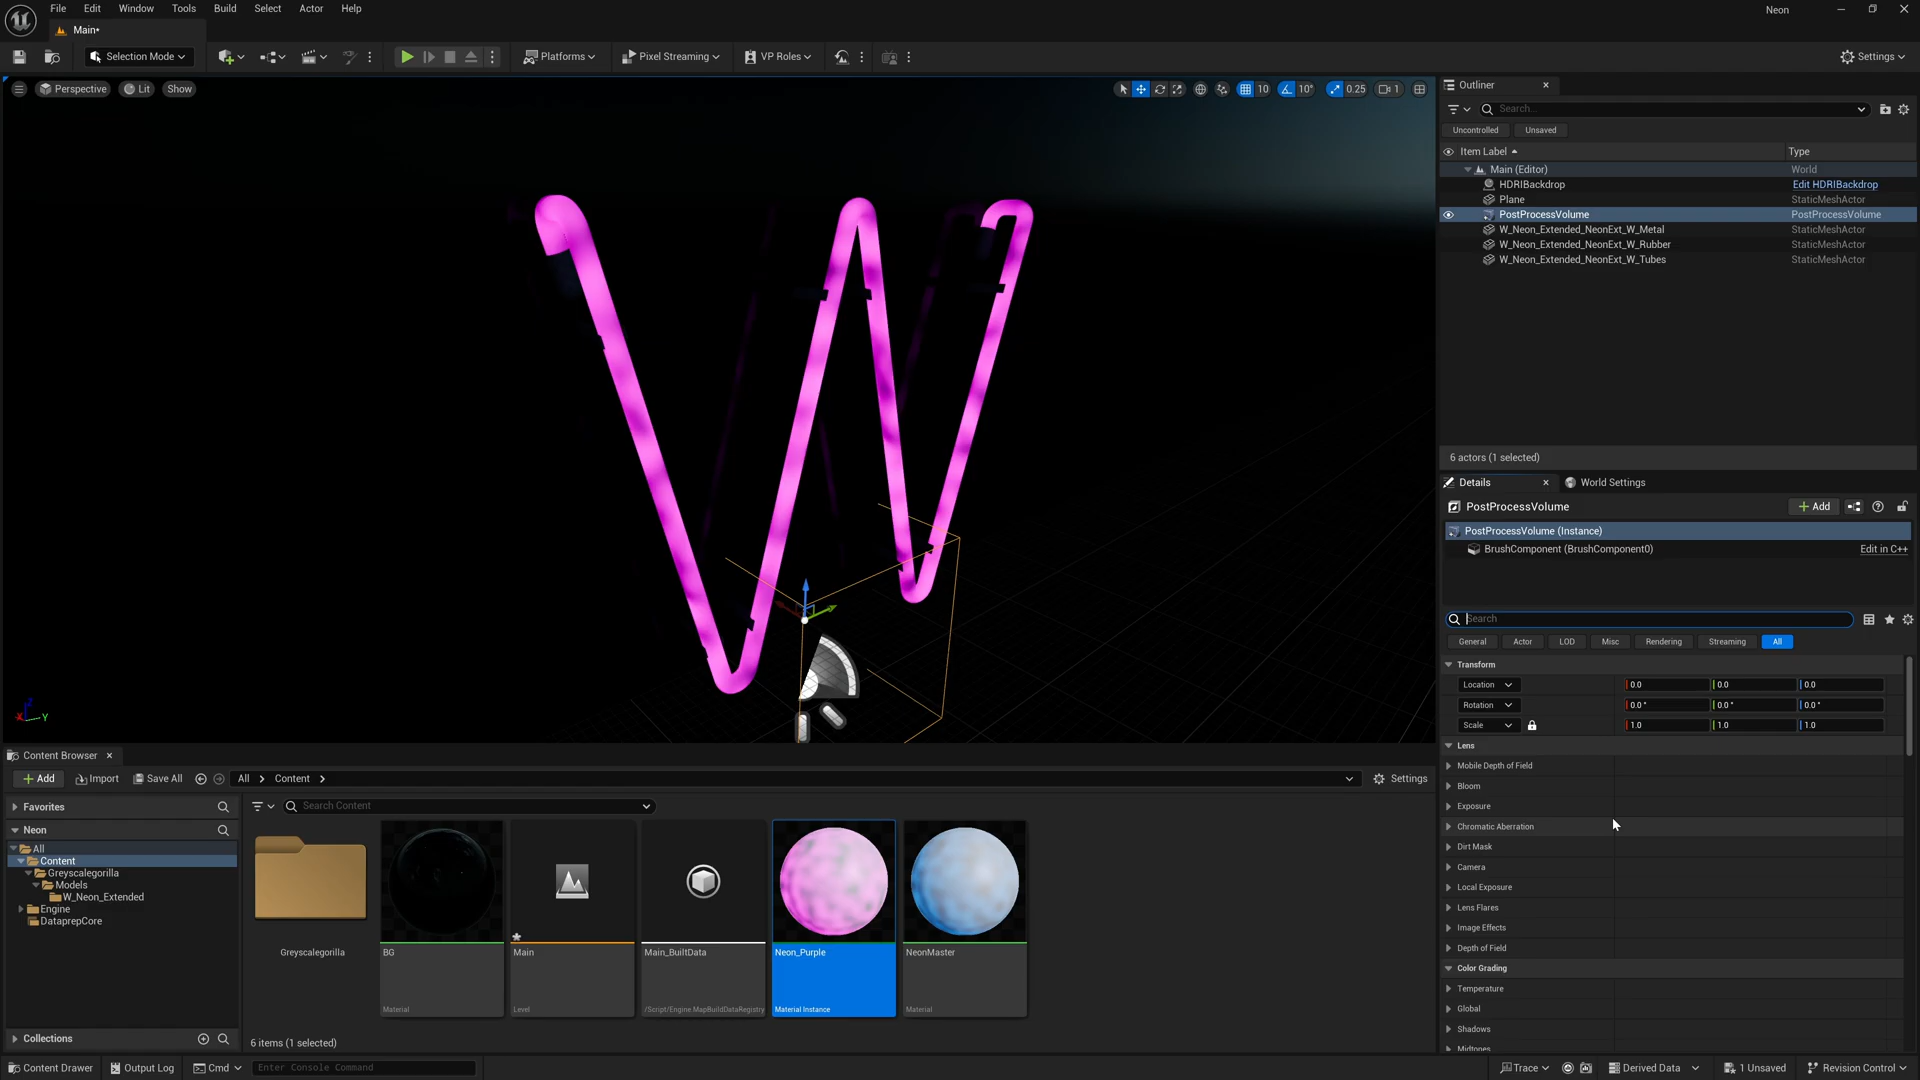 File Edit Window Tools Build Select Actor Help
Neon
Main*
Selection Mode
Platforms
Pixel Streaming
VP Roles
Settings
Perspective
Lit
Show
10
10°
0.25
1
Z
X
Y
Outliner
Search...
Uncontrolled
Unsaved
Item Label
Type
Main (Editor) World
HDRIBackdrop Edit HDRIBackdrop
Plane StaticMeshActor
PostProcessVolume PostProcessVolume
W_Neon_Extended_NeonExt_W_Metal StaticMeshActor
W_Neon_Extended_NeonExt_W_Rubber StaticMeshActor
W_Neon_Extended_NeonExt_W_Tubes StaticMeshActor
6 actors (1 selected)
Details
World Settings
PostProcessVolume
Add
PostProcessVolume (Instance)
BrushComponent (BrushComponent0) Edit in C++
Search
General Actor LOD Misc Rendering Streaming All
Transform
Location 0.0 0.0 0.0
Rotation 0.0° 0.0° 0.0°
Scale 1.0 1.0 1.0
Lens
Mobile Depth of Field
Bloom
Exposure
Chromatic Aberration
Dirt Mask
Camera
Local Exposure
Lens Flares
Image Effects
Depth of Field
Color Grading
Temperature
Global
Shadows
Midtones
Content Browser
Add
Import
Save All
All
Content
Settings
Favorites
Neon
All
Content
Greyscalegorilla
Models
W_Neon_Extended
Engine
DataprepCore
Collections
Search Content
Greyscalegorilla
BG
Material
Main
Level
Main_BuiltData
/Script/Engine.MapBuildDataRegistry
Neon_Purple
Material Instance
NeonMaster
Material
6 items (1 selected)
Content Drawer
Output Log
Cmd
Enter Console Command
Trace
Derived Data
1 Unsaved
Revision Control